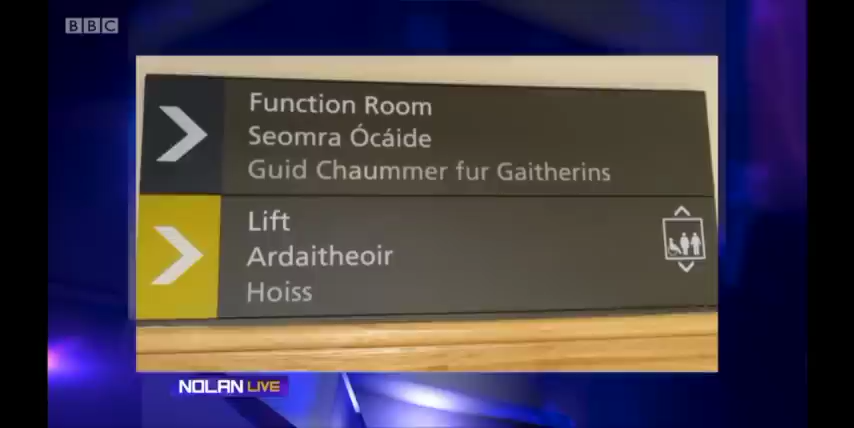 BBC
Function Room
Seomra Ócáide
Guid Chaummer fur Gaitherins
Lift
Ardaitheoir
Hoiss
NOLAN LIVE